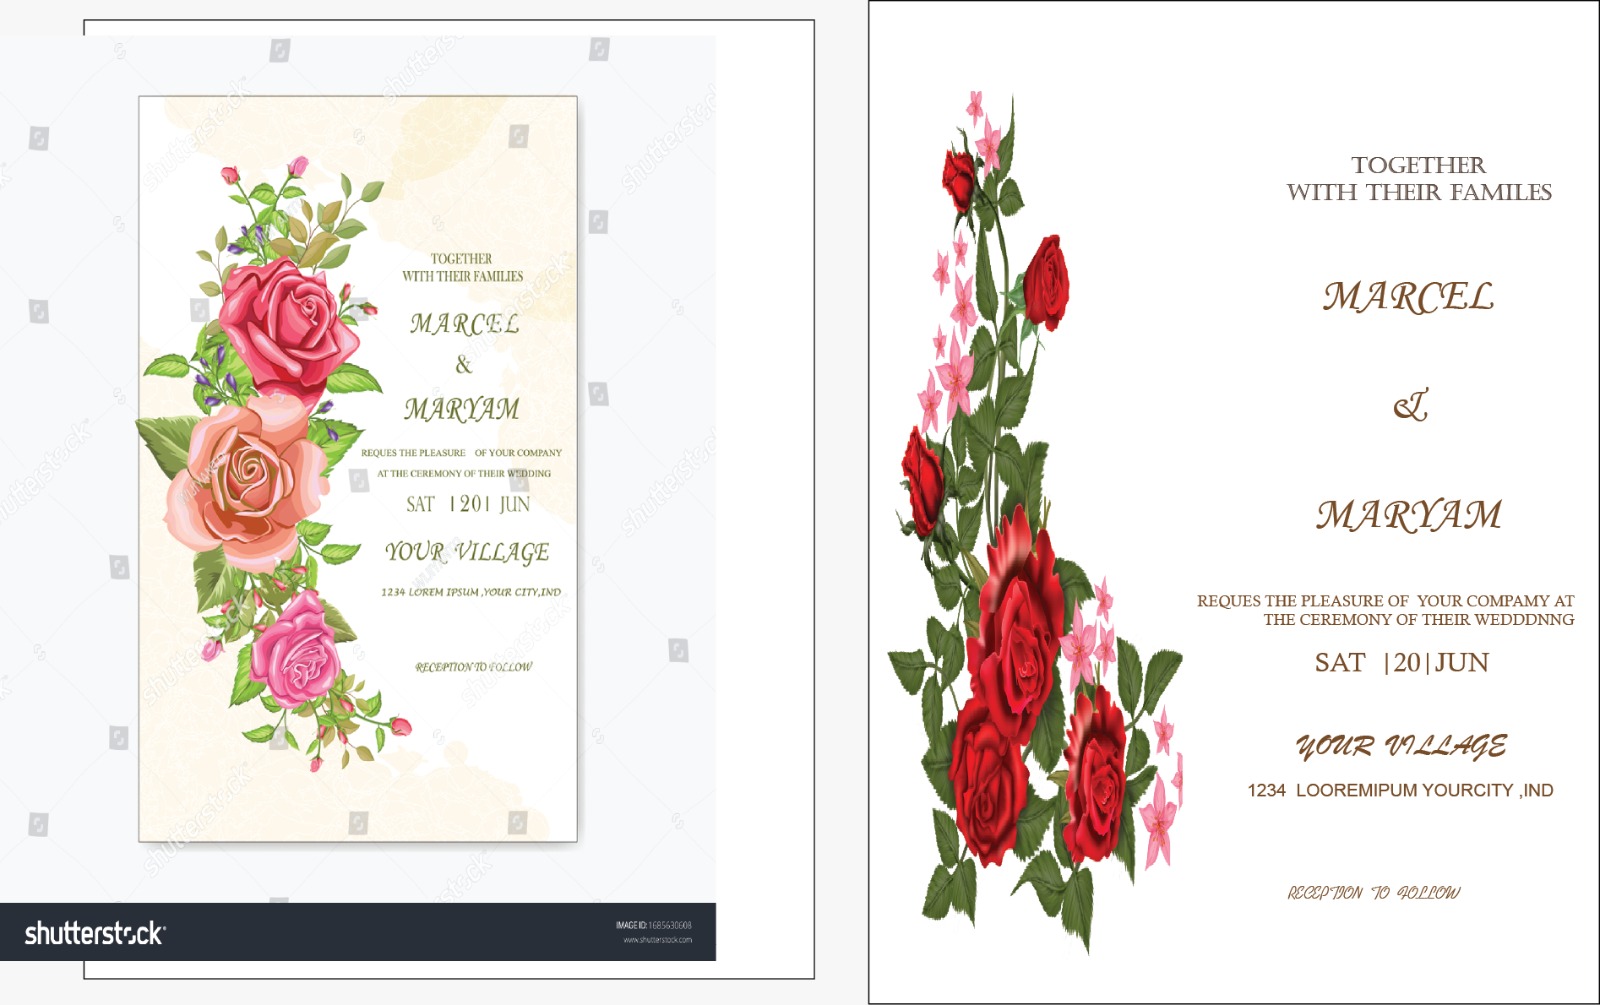 TOGETHER
WITH THEIR FAMILIES
MARCEL
&
MARYAM
REQUES THE PLEASURE OF YOUR COMPANY
AT THE CEREMONY OF THEIR WEDDING
SAT |20| JUN
YOUR VILLAGE
1234 LOREM IPSUM ,YOUR CITY,IND
RECEPTION TO FOLLOW
shutterstock
IMAGE ID: 1685630608
www.shutterstock.com
TOGETHER
WITH THEIR FAMILES
MARCEL
&
MARYAM
REQUES THE PLEASURE OF YOUR COMPAMY AT
THE CEREMONY OF THEIR WEDDDNNG
SAT |20|JUN
YOUR VILLAGE
1234 LOOREMIPUM YOURCITY ,IND
RECEPTION TO FOLLOW